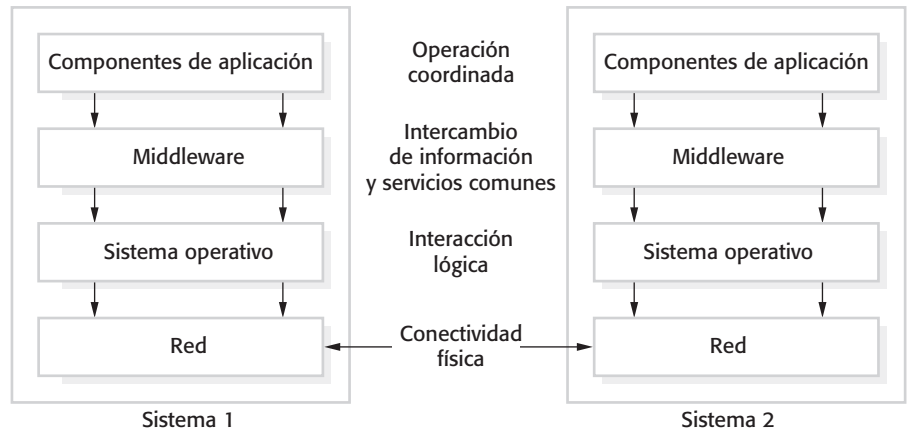 Componentes de aplicación
Operación
coordinada
Componentes de aplicación
Middleware
Intercambio
de información
y servicios comunes
Middleware
Sistema operativo
Interacción
lógica
Sistema operativo
Red
Conectividad
física
Red
Sistema 1
Sistema 2